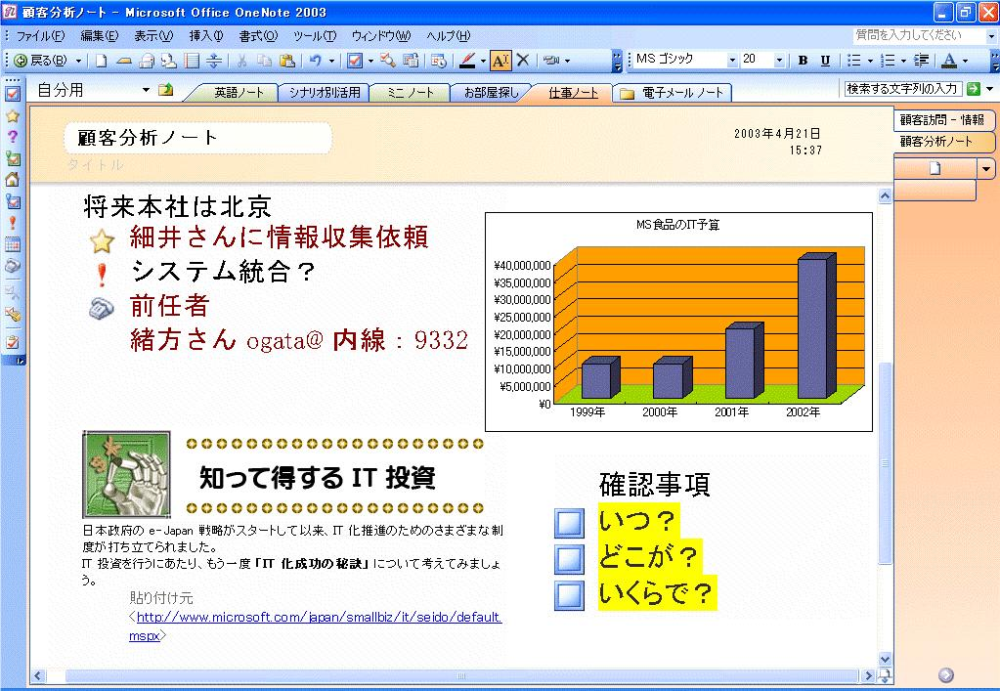 顧客分析ノート - Microsoft Office OneNote 2003
ファイル(F) 編集(E) 表示(V) 挿入(I) 書式(O) ツール(T) ウィンドウ(W) ヘルプ(H) 質問を入力してください
戻る(B) MS ゴシック 20 B U A
自分用 英語ノート シナリオ別活用 ミニ ノート お部屋探し 仕事ノート 電子メール ノート 検索する文字列の入力
顧客訪問 - 情報
顧客分析ノート
顧客分析ノート
タイトル
2003年4月21日
15:37
将来本社は北京
細井さんに情報収集依頼
システム統合？
前任者
緒方さん ogata@ 内線：9332
MS食品のIT予算
¥40,000,000
¥35,000,000
¥30,000,000
¥25,000,000
¥20,000,000
¥15,000,000
¥10,000,000
¥5,000,000
¥0
1999年 2000年 2001年 2002年
知って得する IT 投資
日本政府の e-Japan 戦略がスタートして以来、IT 化推進のためのさまざまな制
度が打ち立てられました。
IT 投資を行うにあたり、もう一度「IT 化成功の秘訣」について考えてみましょ
う。
貼り付け元
<http://www.microsoft.com/japan/smallbiz/it/seido/default.
mspx>
確認事項
いつ？
どこが？
いくらで？